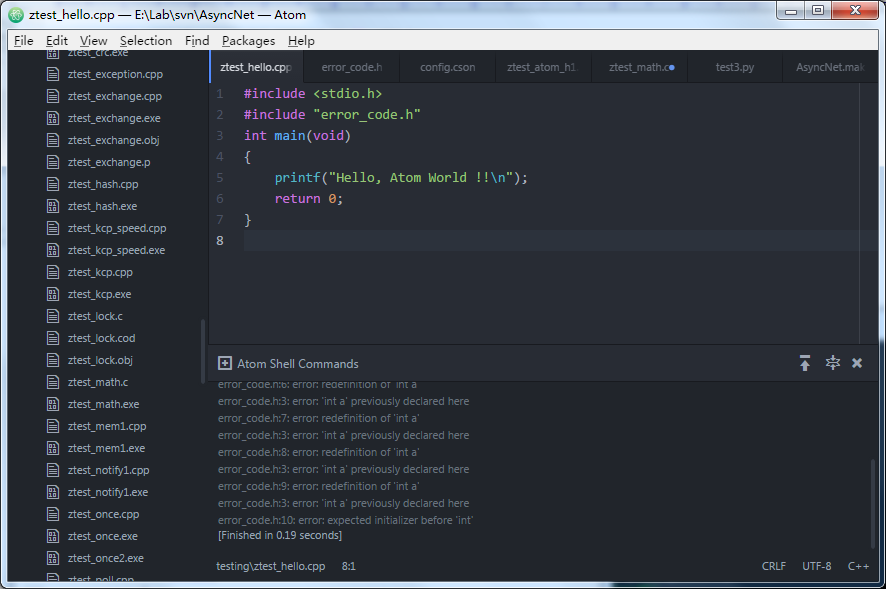 ztest_hello.cpp — E:\Lab\svn\AsyncNet — Atom
File Edit View Selection Find Packages Help
ztest_crc.exe
ztest_exception.cpp
ztest_exchange.cpp
ztest_exchange.exe
ztest_exchange.obj
ztest_exchange.p
ztest_hash.cpp
ztest_hash.exe
ztest_kcp_speed.cpp
ztest_kcp_speed.exe
ztest_kcp.cpp
ztest_kcp.exe
ztest_lock.c
ztest_lock.cod
ztest_lock.obj
ztest_math.c
ztest_math.exe
ztest_mem1.cpp
ztest_mem1.exe
ztest_notify1.cpp
ztest_notify1.exe
ztest_once.cpp
ztest_once.exe
ztest_once2.exe
ztest_poll.cpp
ztest_hello.cpp error_code.h config.cson ztest_atom_h1. ztest_math.c test3.py AsyncNet.mak
1 #include <stdio.h>
2 #include "error_code.h"
3 int main(void)
4 {
5 printf("Hello, Atom World !!\n");
6 return 0;
7 }
8
Atom Shell Commands
error_code.h:6: error: redefinition of 'int a'
error_code.h:3: error: 'int a' previously declared here
error_code.h:7: error: redefinition of 'int a'
error_code.h:3: error: 'int a' previously declared here
error_code.h:8: error: redefinition of 'int a'
error_code.h:3: error: 'int a' previously declared here
error_code.h:9: error: redefinition of 'int a'
error_code.h:3: error: 'int a' previously declared here
error_code.h:10: error: expected initializer before 'int'
[Finished in 0.19 seconds]
testing\ztest_hello.cpp 8:1 CRLF UTF-8 C++